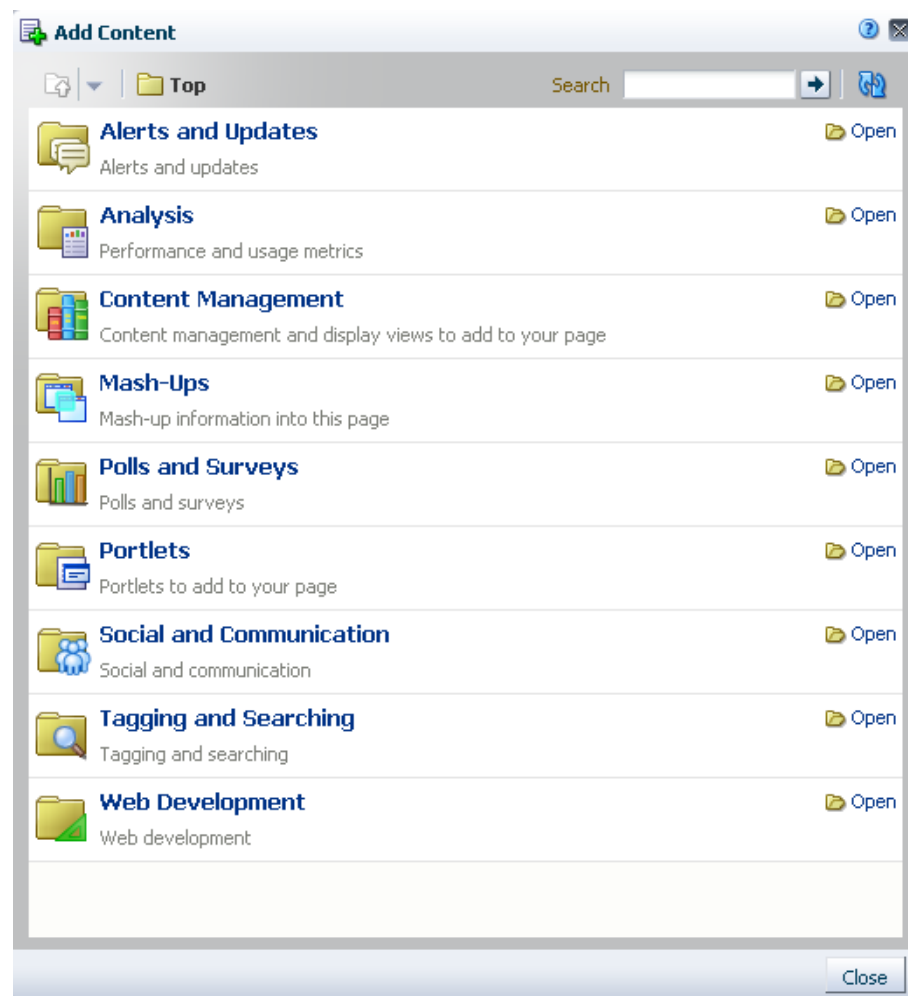 Add Content
Top Search
Alerts and Updates Open
Alerts and updates
Analysis Open
Performance and usage metrics
Content Management Open
Content management and display views to add to your page
Mash-Ups Open
Mash-up information into this page
Polls and Surveys Open
Polls and surveys
Portlets Open
Portlets to add to your page
Social and Communication Open
Social and communication
Tagging and Searching Open
Tagging and searching
Web Development Open
Web development
Close